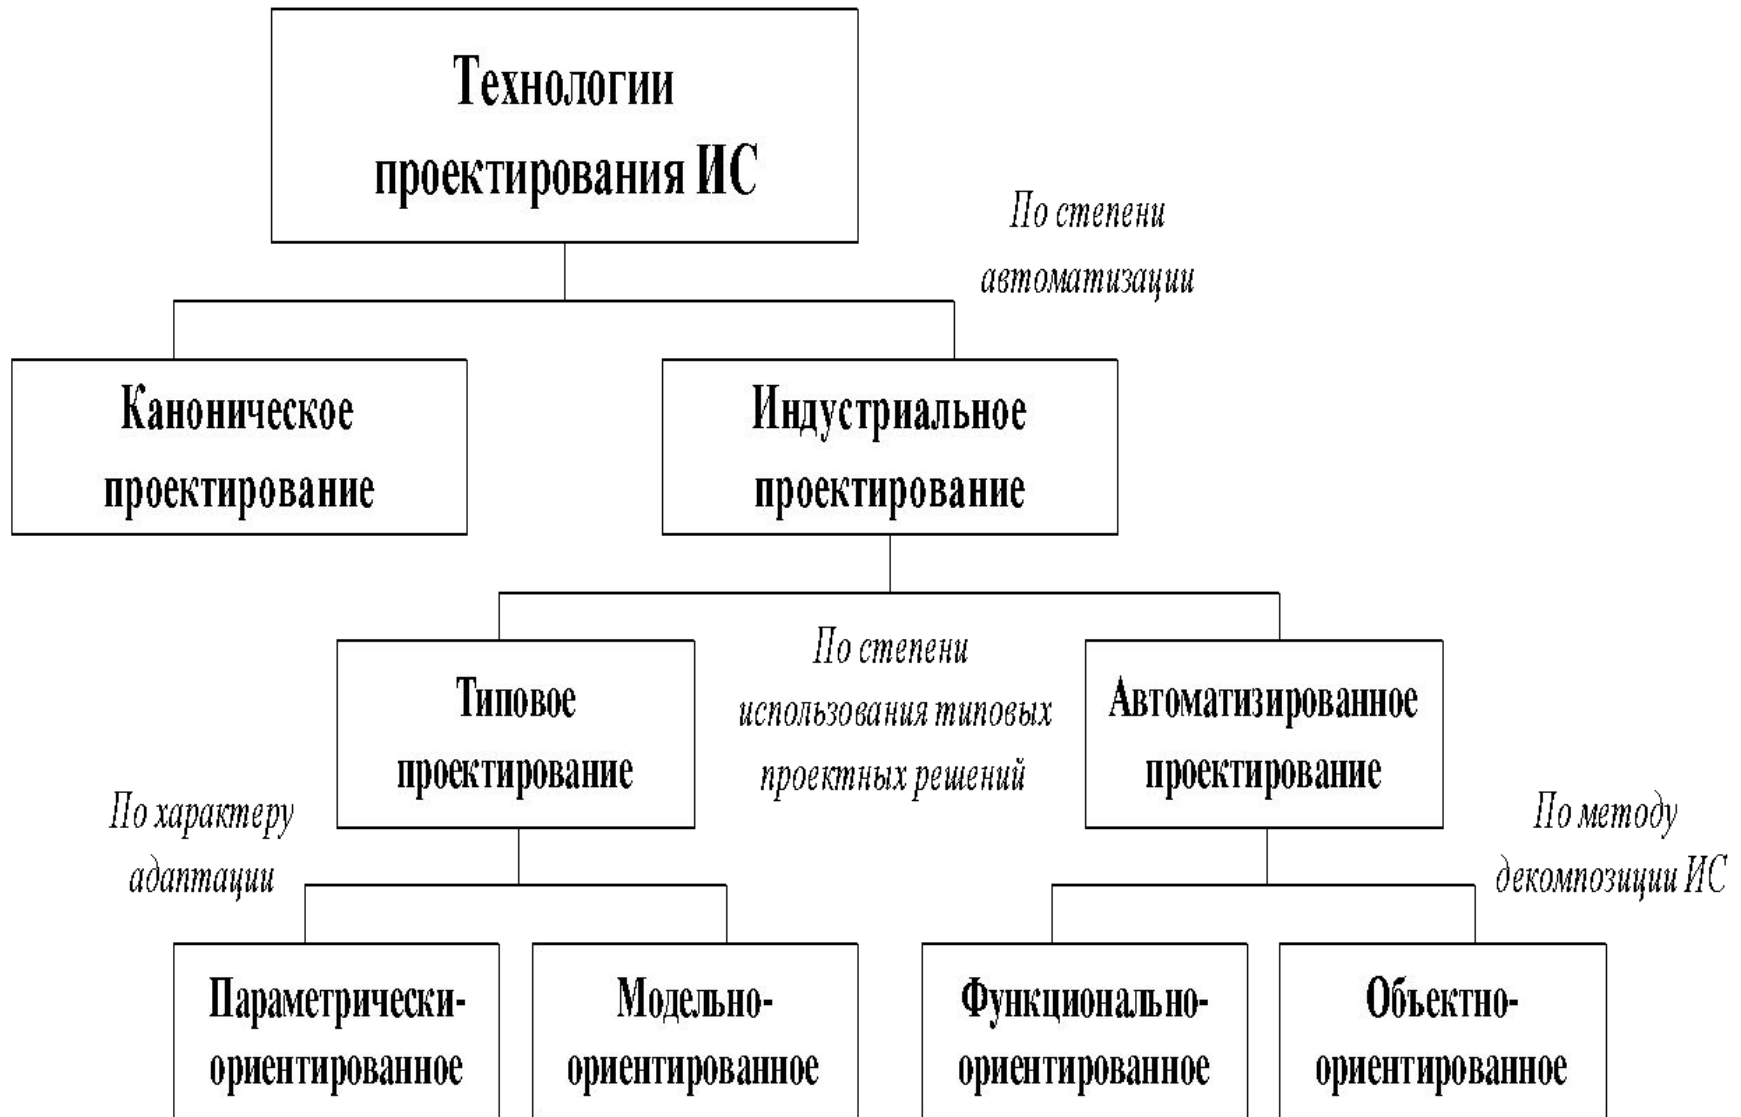 Технологии
проектирования ИС
По степени
автоматизации
Каноническое
проектирование
Индустриальное
проектирование
По степени
использования типовых
проектных решений
Типовое
проектирование
Автоматизированное
проектирование
По характеру
адаптации
По методу
декомпозиции ИС
Параметрически-
ориентированное
Модельно-
ориентированное
Функционально-
ориентированное
Объектно-
ориентированное